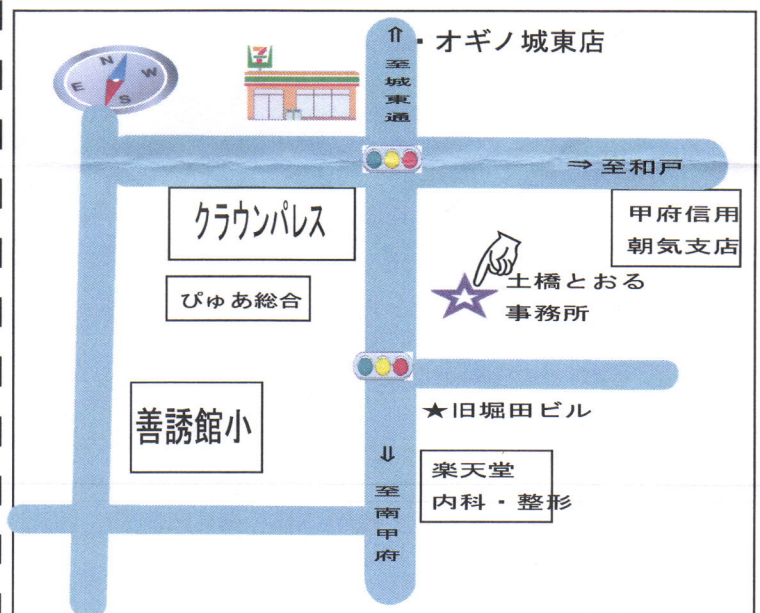 ⇑
・オギノ城東店
至城東通
N
W
E
S
7
⇒至和戸
クラウンパレス
甲府信用
朝気支店
ぴゅあ総合
土橋とおる
事務所
★旧堀田ビル
善誘館小
⇓
至南甲府
楽天堂
内科・整形